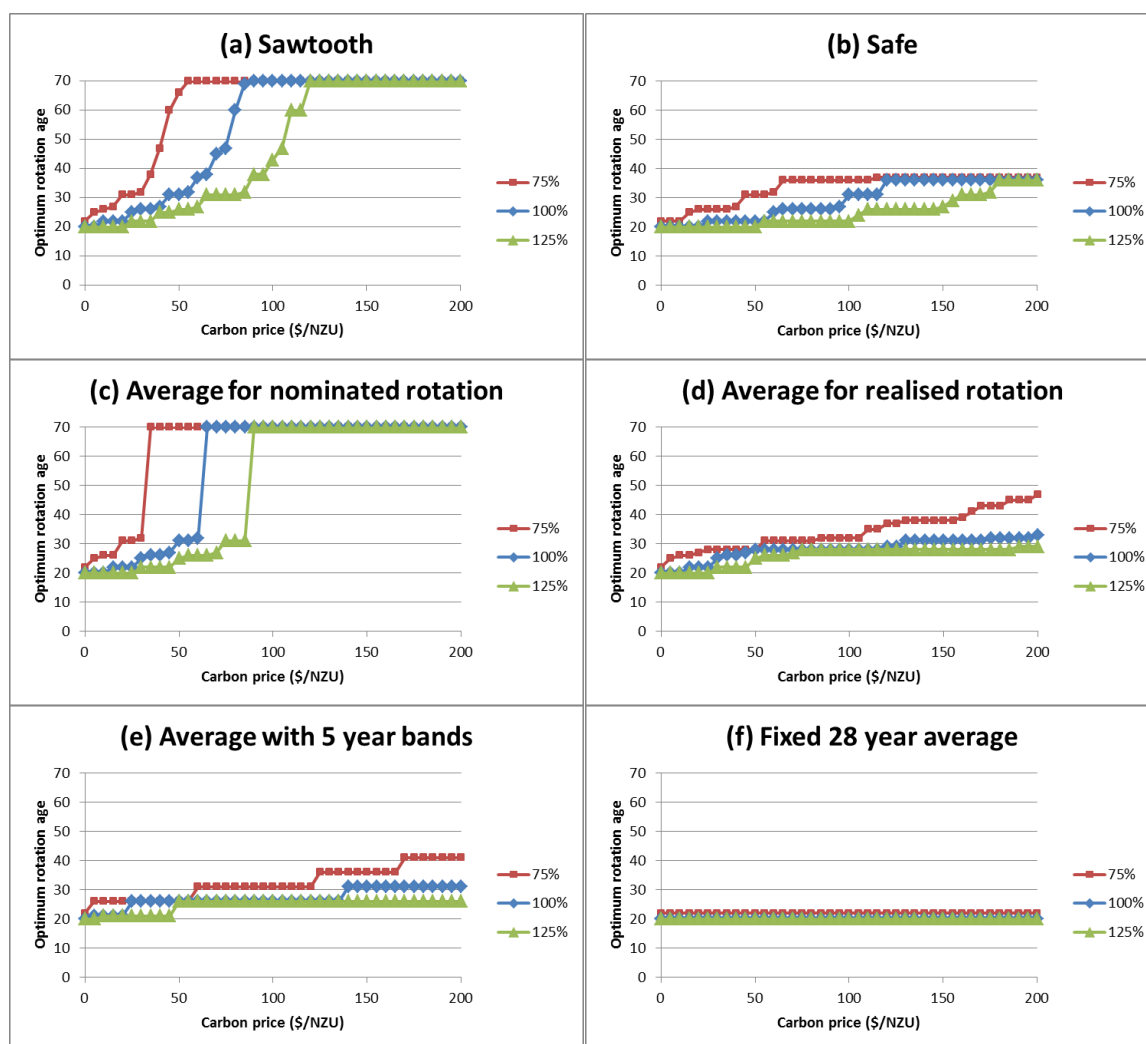 (a) Sawtooth
Optimum rotation age
70
60
50
40
30
20
10
0
0 50 100 150 200
Carbon price ($/NZU)
75%
100%
125%
(b) Safe
Optimum rotation age
70
60
50
40
30
20
10
0
0 50 100 150 200
Carbon price ($/NZU)
75%
100%
125%
(c) Average for nominated rotation
Optimum rotation age
70
60
50
40
30
20
10
0
0 50 100 150 200
Carbon price ($/NZU)
75%
100%
125%
(d) Average for realised rotation
Optimum rotation age
70
60
50
40
30
20
10
0
0 50 100 150 200
Carbon price ($/NZU)
75%
100%
125%
(e) Average with 5 year bands
Optimum rotation age
70
60
50
40
30
20
10
0
0 50 100 150 200
Carbon price ($/NZU)
75%
100%
125%
(f) Fixed 28 year average
Optimum rotation age
70
60
50
40
30
20
10
0
0 50 100 150 200
Carbon price ($/NZU)
75%
100%
125%